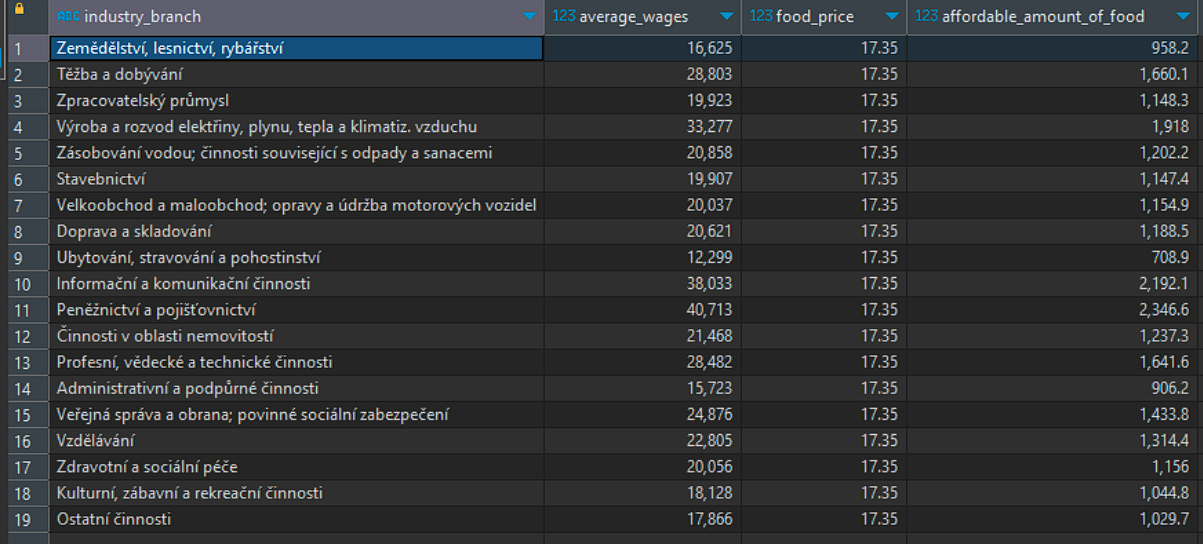 ABC industry_branch 123 average_wages 123 food_price 123 affordable_amount_of_food
1 Zemědělství, lesnictví, rybářství 16,625 17.35 958.2
2 Těžba a dobývání 28,803 17.35 1,660.1
3 Zpracovatelský průmysl 19,923 17.35 1,148.3
4 Výroba a rozvod elektřiny, plynu, tepla a klimatiz. vzduchu 33,277 17.35 1,918
5 Zásobování vodou; činnosti související s odpady a sanacemi 20,858 17.35 1,202.2
6 Stavebnictví 19,907 17.35 1,147.4
7 Velkoobchod a maloobchod; opravy a údržba motorových vozidel 20,037 17.35 1,154.9
8 Doprava a skladování 20,621 17.35 1,188.5
9 Ubytování, stravování a pohostinství 12,299 17.35 708.9
10 Informační a komunikační činnosti 38,033 17.35 2,192.1
11 Peněžnictví a pojišťovnictví 40,713 17.35 2,346.6
12 Činnosti v oblasti nemovitostí 21,468 17.35 1,237.3
13 Profesní, vědecké a technické činnosti 28,482 17.35 1,641.6
14 Administrativní a podpůrné činnosti 15,723 17.35 906.2
15 Veřejná správa a obrana; povinné sociální zabezpečení 24,876 17.35 1,433.8
16 Vzdělávání 22,805 17.35 1,314.4
17 Zdravotní a sociální péče 20,056 17.35 1,156
18 Kulturní, zábavní a rekreační činnosti 18,128 17.35 1,044.8
19 Ostatní činnosti 17,866 17.35 1,029.7